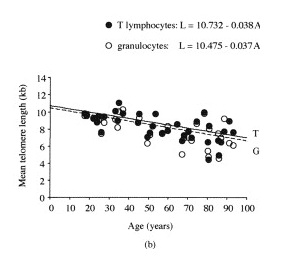 ● T lymphocytes: L = 10.732 - 0.038A
○ granulocytes: L = 10.475 - 0.037A
Mean telomere length (kb)
14
12
10
8
6
4
2
0
T
G
0 10 20 30 40 50 60 70 80 90 100
Age (years)
(b)